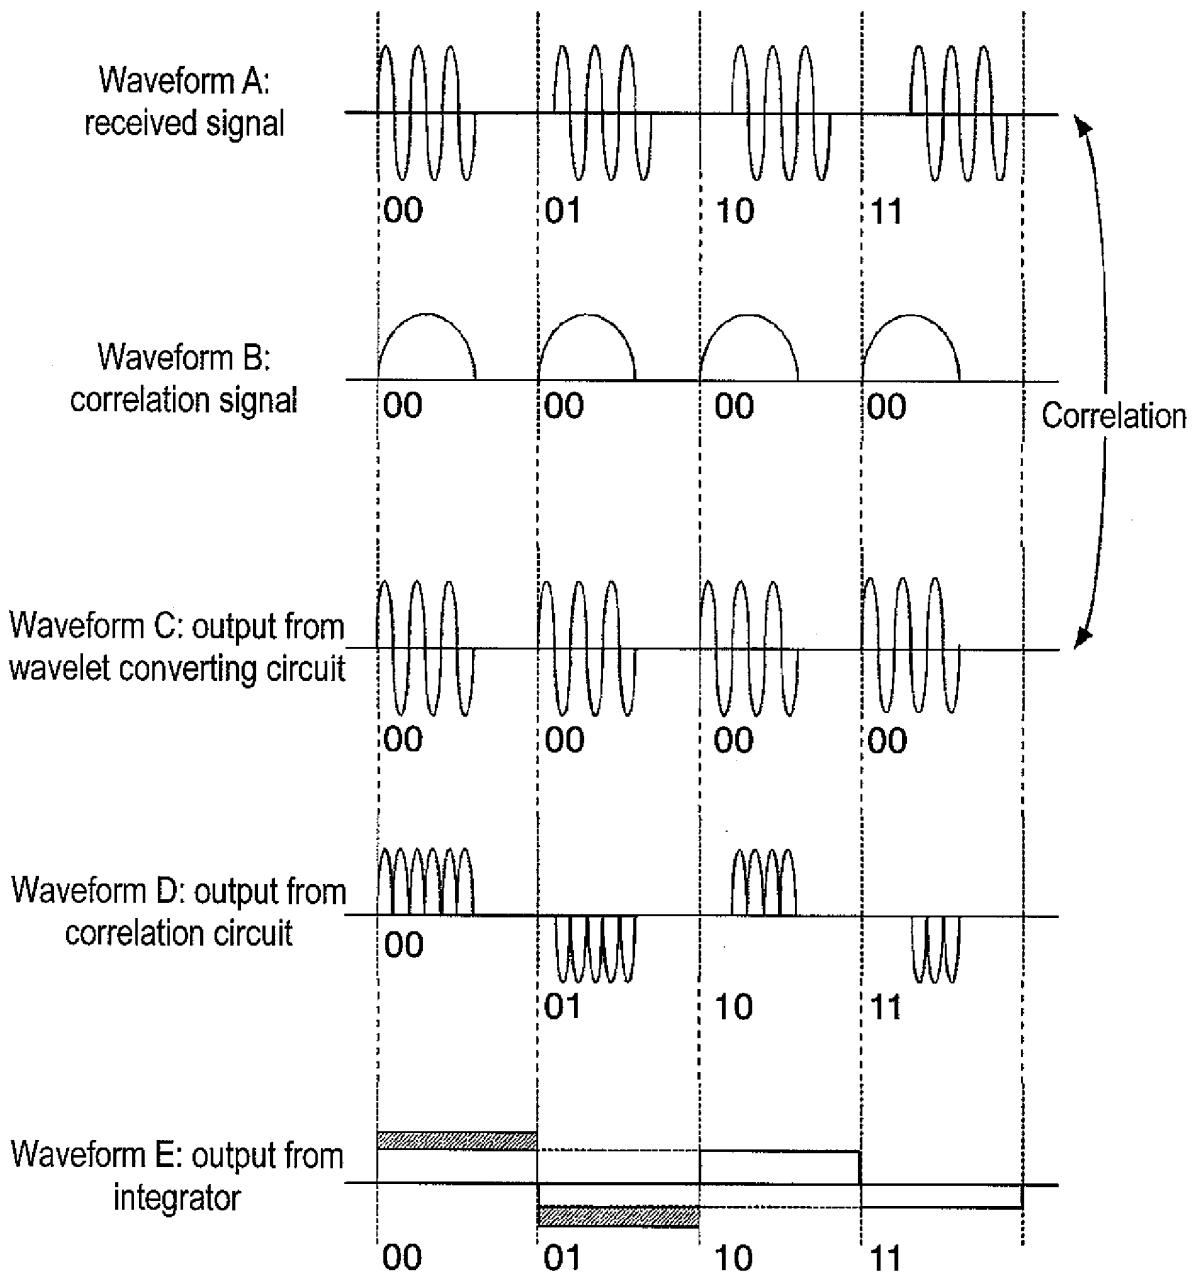 Waveform A:
received signal
00 01 10 11
Waveform B:
correlation signal
00 00 00 00
Correlation
Waveform C: output from
wavelet converting circuit
00 00 00 00
Waveform D: output from
correlation circuit
00
01 10 11
Waveform E: output from
integrator
00 01 10 11